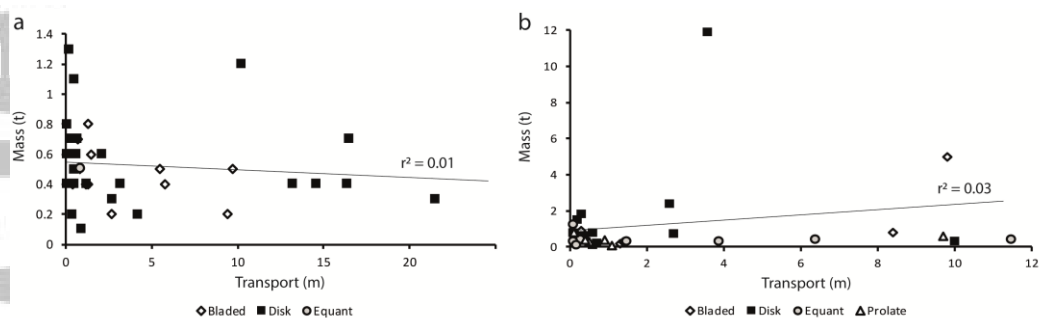 a
Mass (t)
1.4
1.2
1
0.8
0.6
0.4
0.2
0
r² = 0.01
0 5 10 15 20
Transport (m)
Bladed Disk Equant
b
Mass (t)
12
10
8
6
4
2
0
r² = 0.03
0 2 4 6 8 10 12
Transport (m)
Bladed Disk Equant Prolate